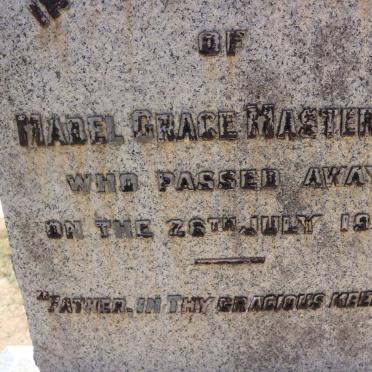 OF
MABEL GRACE MASTER
WHO PASSED AWAY
ON THE 26TH JULY 19
"FATHER, IN THY GRACIOUS KEE